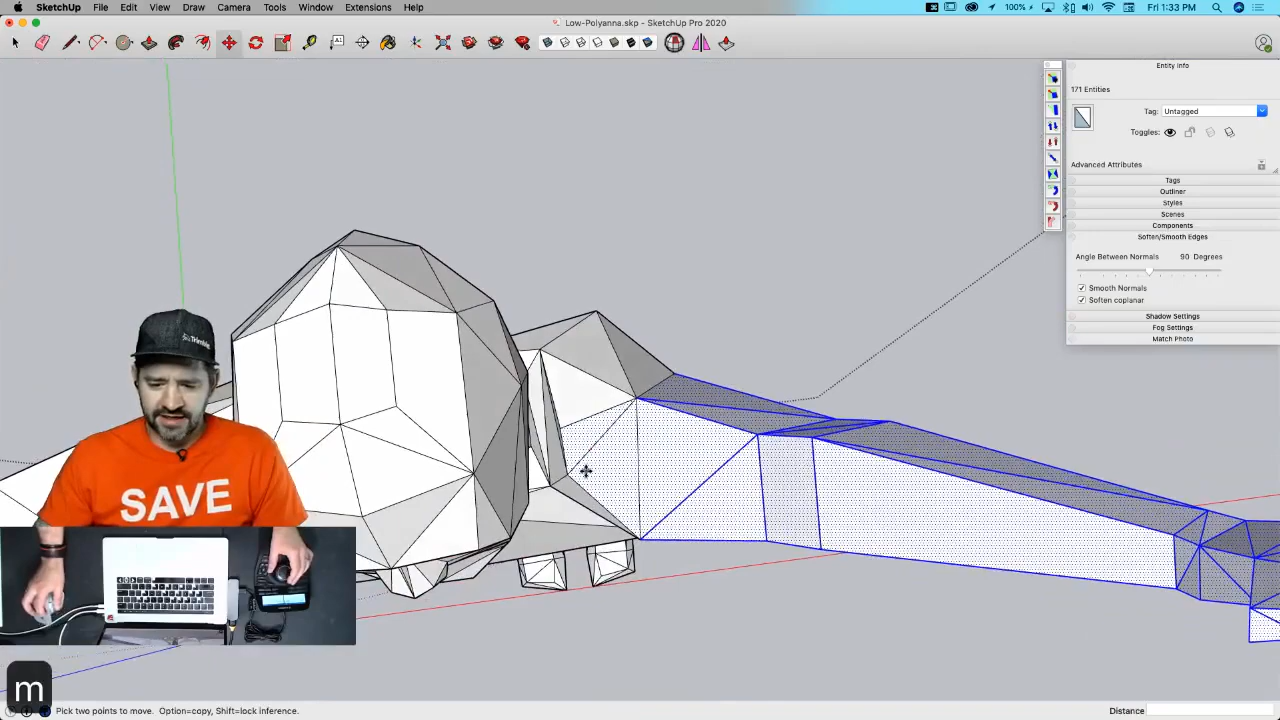 SketchUp File Edit View Draw Camera Tools Window Extensions Help 100% Fri 1:33 PM
Low-Polyanna.skp - SketchUp Pro 2020
Entity Info
171 Entities
Tag: Untagged
Toggles:
Advanced Attributes
Tags
Outliner
Styles
Scenes
Components
Soften/Smooth Edges
Angle Between Normals 90 Degrees
Smooth Normals
Soften coplanar
Shadow Settings
Fog Settings
Match Photo
Trimble
SAVE
m
Pick two points to move. Option=copy, Shift=lock inference.
Distance